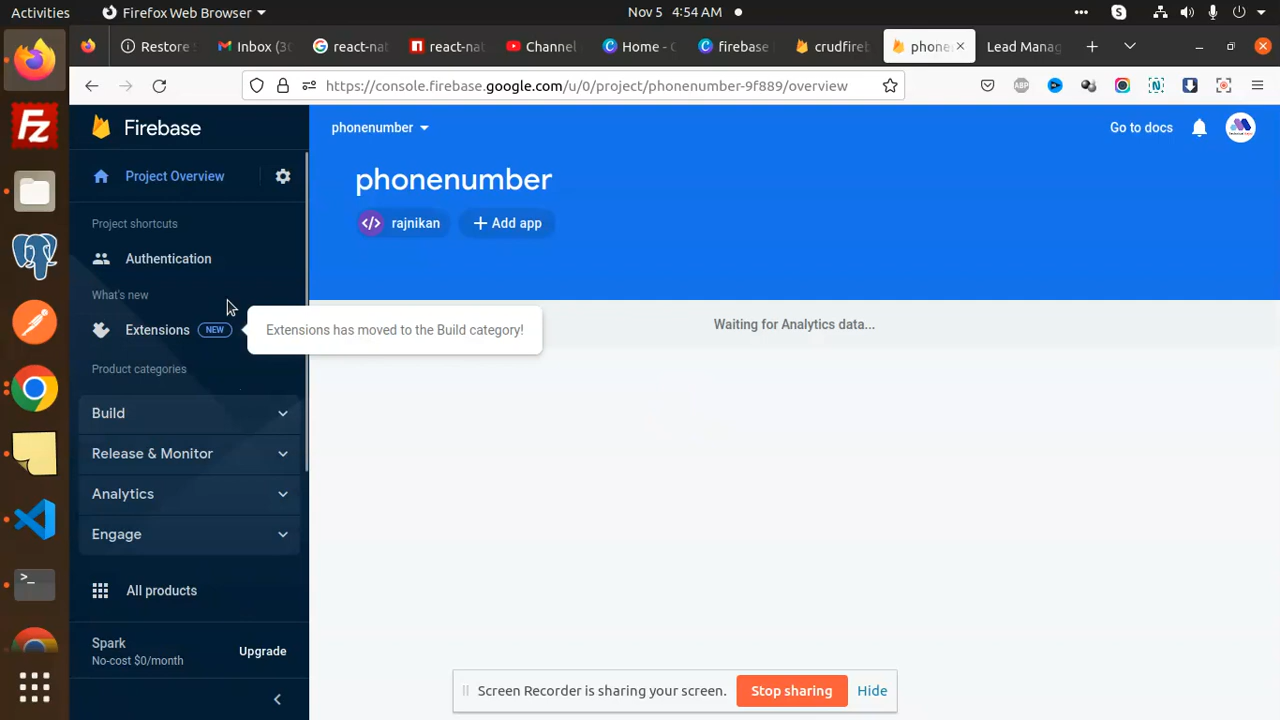 Activities
Firefox Web Browser
Nov 5 4:54 AM
Restore
Inbox (3
react-nat
react-nat
Channel
Home - C
firebase
crudfireb
phone
Lead Manag
https://console.firebase.google.com/u/0/project/phonenumber-9f889/overview
Firebase
phonenumber
Go to docs
Project Overview
phonenumber
Project shortcuts
</> rajnikan
+ Add app
Authentication
What's new
Extensions NEW
Extensions has moved to the Build category!
Waiting for Analytics data...
Product categories
Build
Release & Monitor
Analytics
Engage
All products
Spark
No-cost $0/month
Upgrade
Screen Recorder is sharing your screen.
Stop sharing
Hide